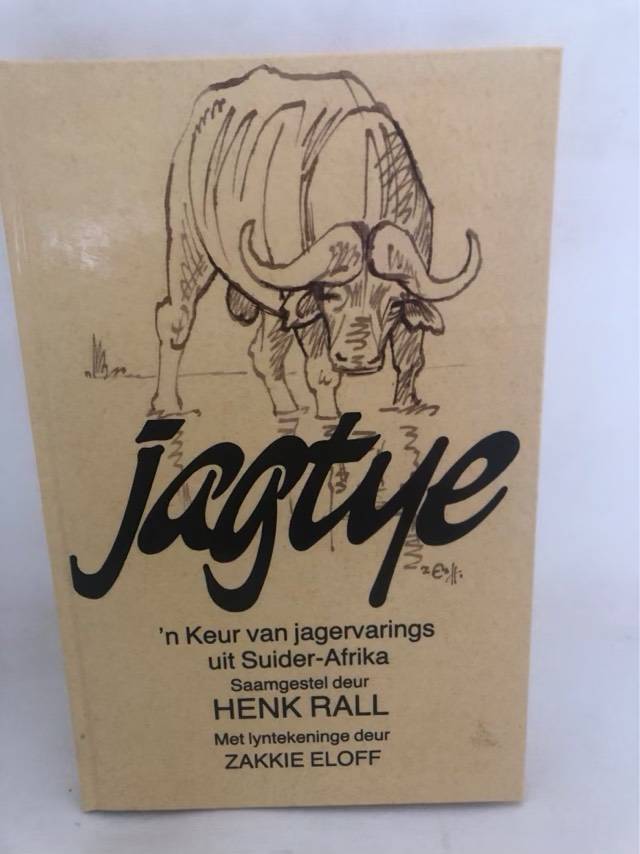 jagtye
'n Keur van jagervarings
uit Suider-Afrika
Saamgestel deur
HENK RALL
Met lyntekeninge deur
ZAKKIE ELOFF